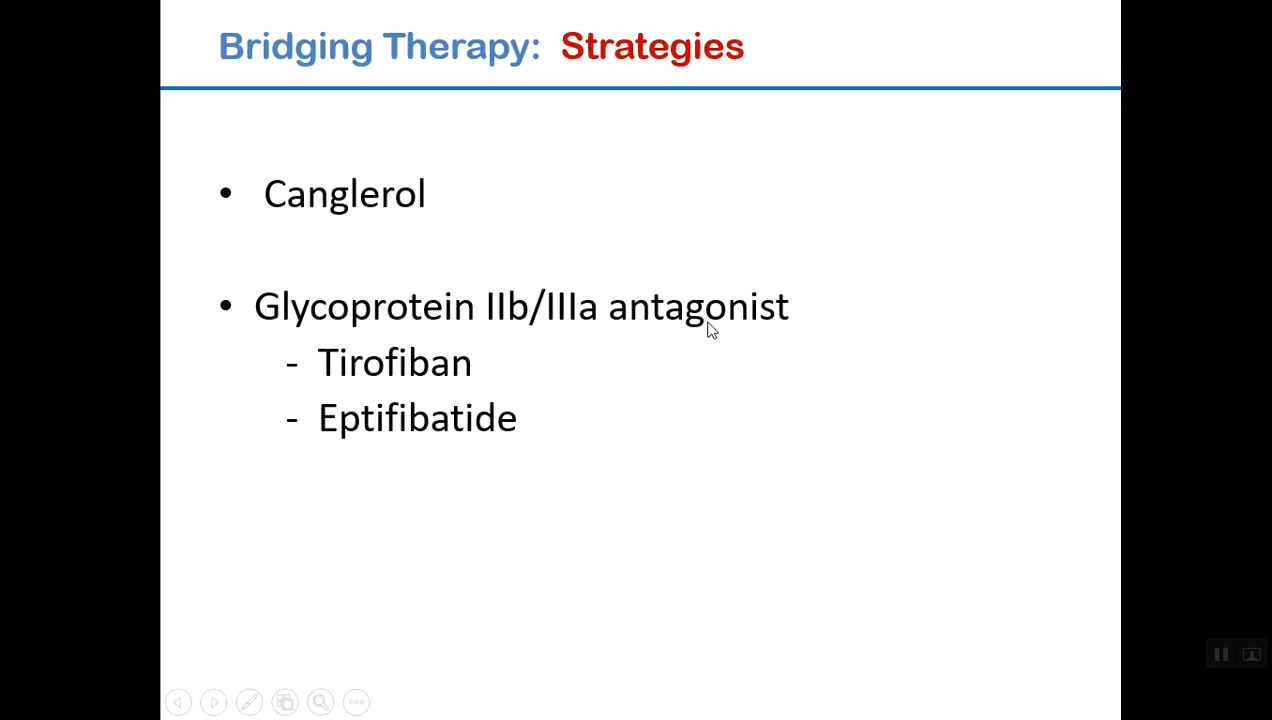 Bridging Therapy: Strategies
• Canglerol
• Glycoprotein IIb/IIIa antagonist
- Tirofiban
- Eptifibatide